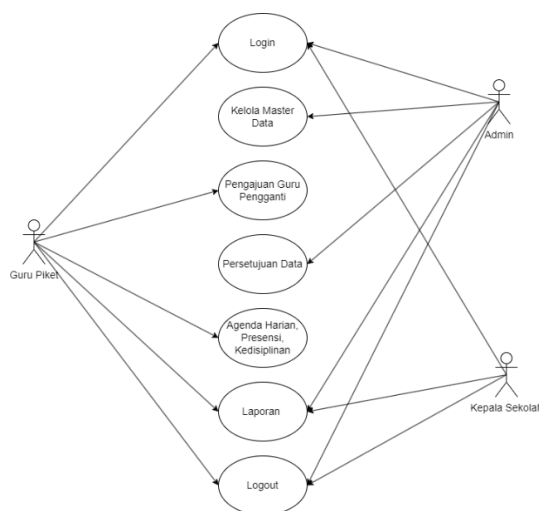 Login
Kelola Master
Data
Admin
Pengajuan Guru
Pengganti
Guru Piket
Persetujuan Data
Agenda Harian,
Presensi,
Kedisiplinan
Laporan
Kepala Sekolal
Logout